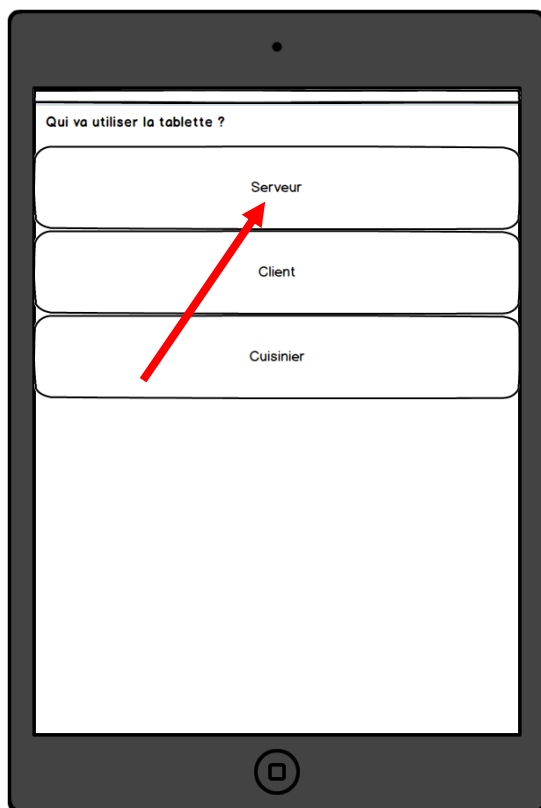 Qui va utiliser la tablette ?
Serveur
Client
Cuisinier